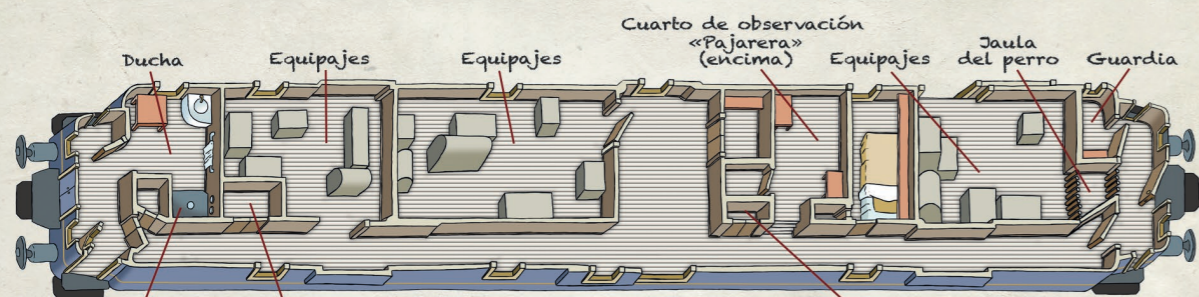 Ducha
Equipajes
Equipajes
Cuarto de observación
«Pajarera»
(encima)
Equipajes
Jaula
del perro
Guardia